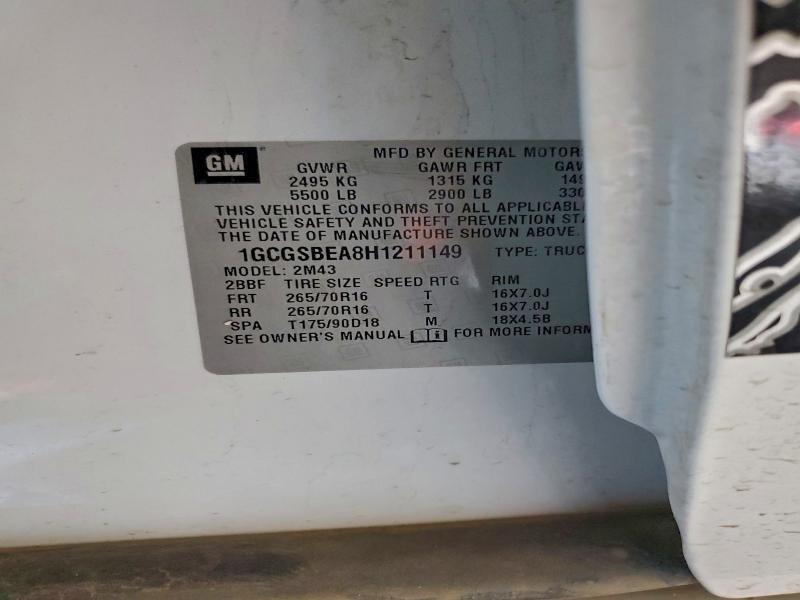 GM
MFD BY GENERAL MOTORS
GVWR GAWR FRT
2495 KG 1315 KG
5500 LB 2900 LB
THIS VEHICLE CONFORMS TO ALL
VEHICLE SAFETY AND THEFT PREVENTION
THE DATE OF MANUFACTURE SHOWN ABOVE.
1GCGSBEA8H1211149 TYPE: TRUC
MODEL: 2M43
2BBF TIRE SIZE SPEED RTG RIM
FRT 265/70R16 T 16X7.0J
RR 265/70R16 T 16X7.0J
SPA T175/90D18 M 18X4.5B
SEE OWNER'S MANUAL FOR MORE INFORM